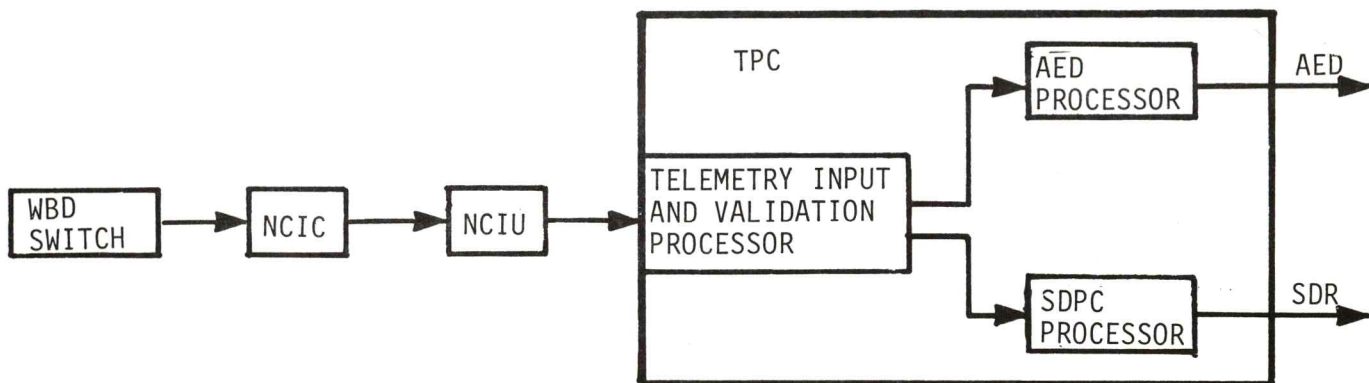 TPC
WBD
SWITCH
NCIC
NCIU
TELEMETRY INPUT
AND VALIDATION
PROCESSOR
AED
PROCESSOR
AED
SDPC
PROCESSOR
SDR